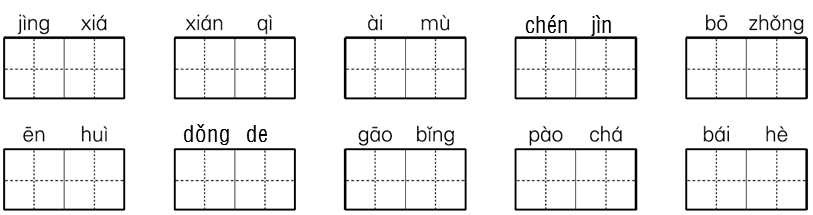 jìng xiá xián qì ài mù chén jìn bō zhǒng
ēn huì dǒng de gāo bǐng pào chá bái hè